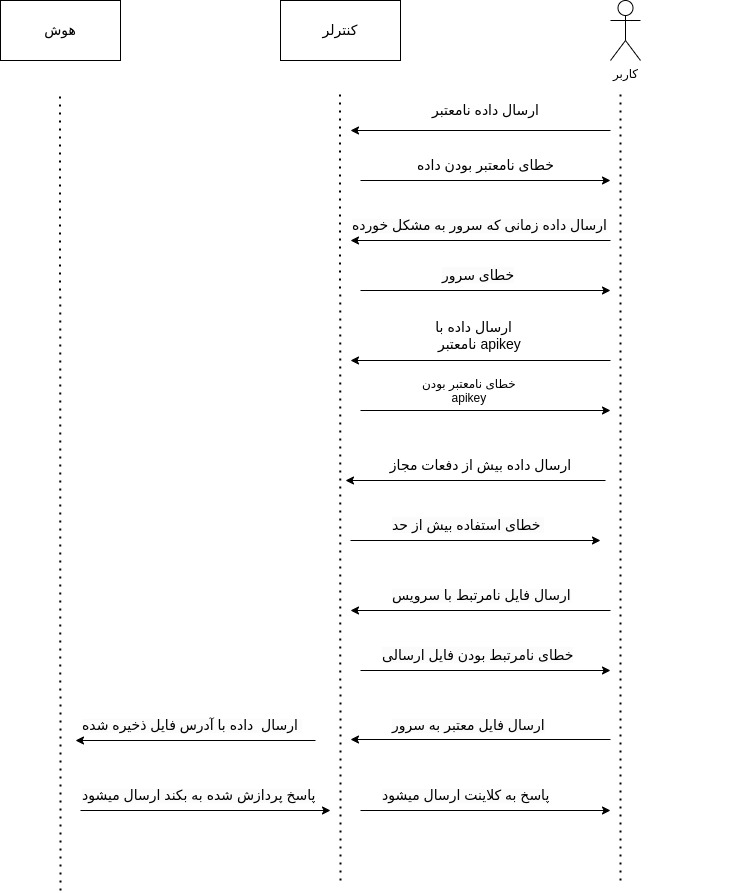 هوش
کنترلر
کاربر
ارسال داده نامعتبر
خطای نامعتبر بودن داده
ارسال داده زمانی که سرور به مشکل خورده
خطای سرور
ارسال داده با
apikey نامعتبر
خطای نامعتبر بودن
apikey
ارسال داده بیش از دفعات مجاز
خطای استفاده بیش از حد
ارسال فایل نامرتبط با سرویس
خطای نامرتبط بودن فایل ارسالی
ارسال فایل معتبر به سرور
ارسال  داده با آدرس فایل ذخیره شده
پاسخ پردازش شده به بکند ارسال میشود
پاسخ به کلاینت ارسال میشود